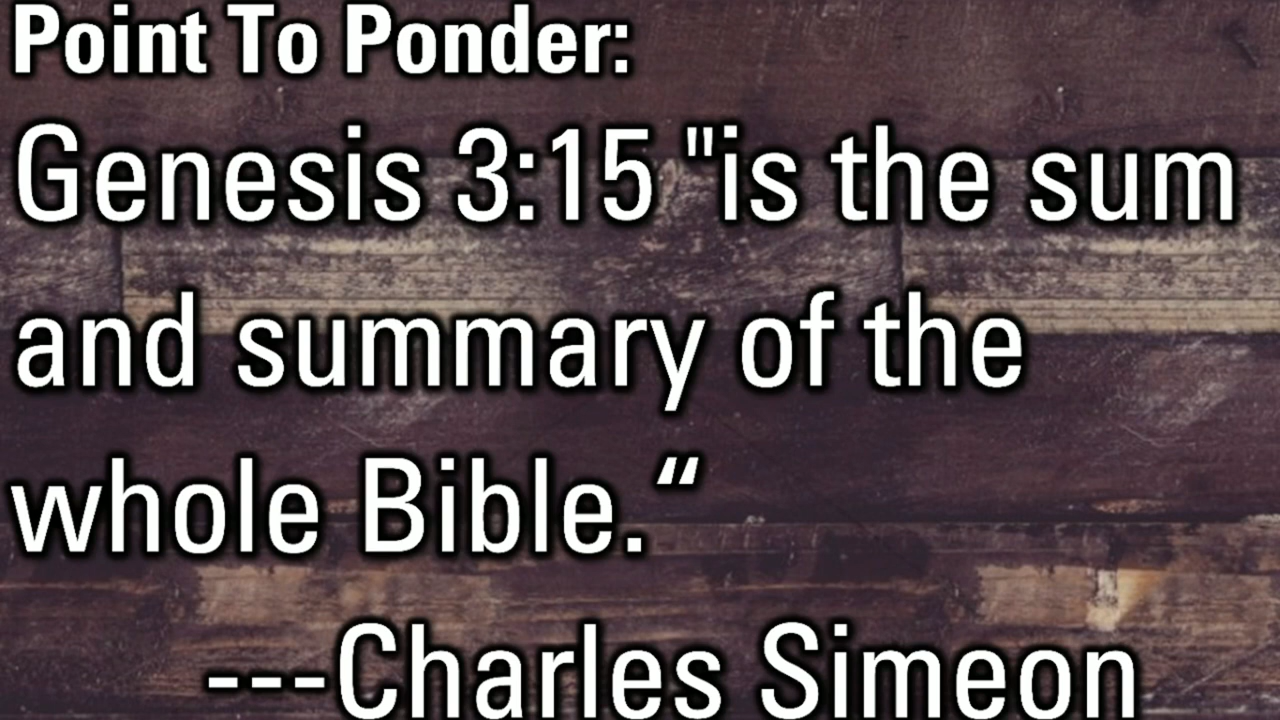 Point To Ponder:
Genesis 3:15 "is the sum
and summary of the
whole Bible.“
---Charles Simeon